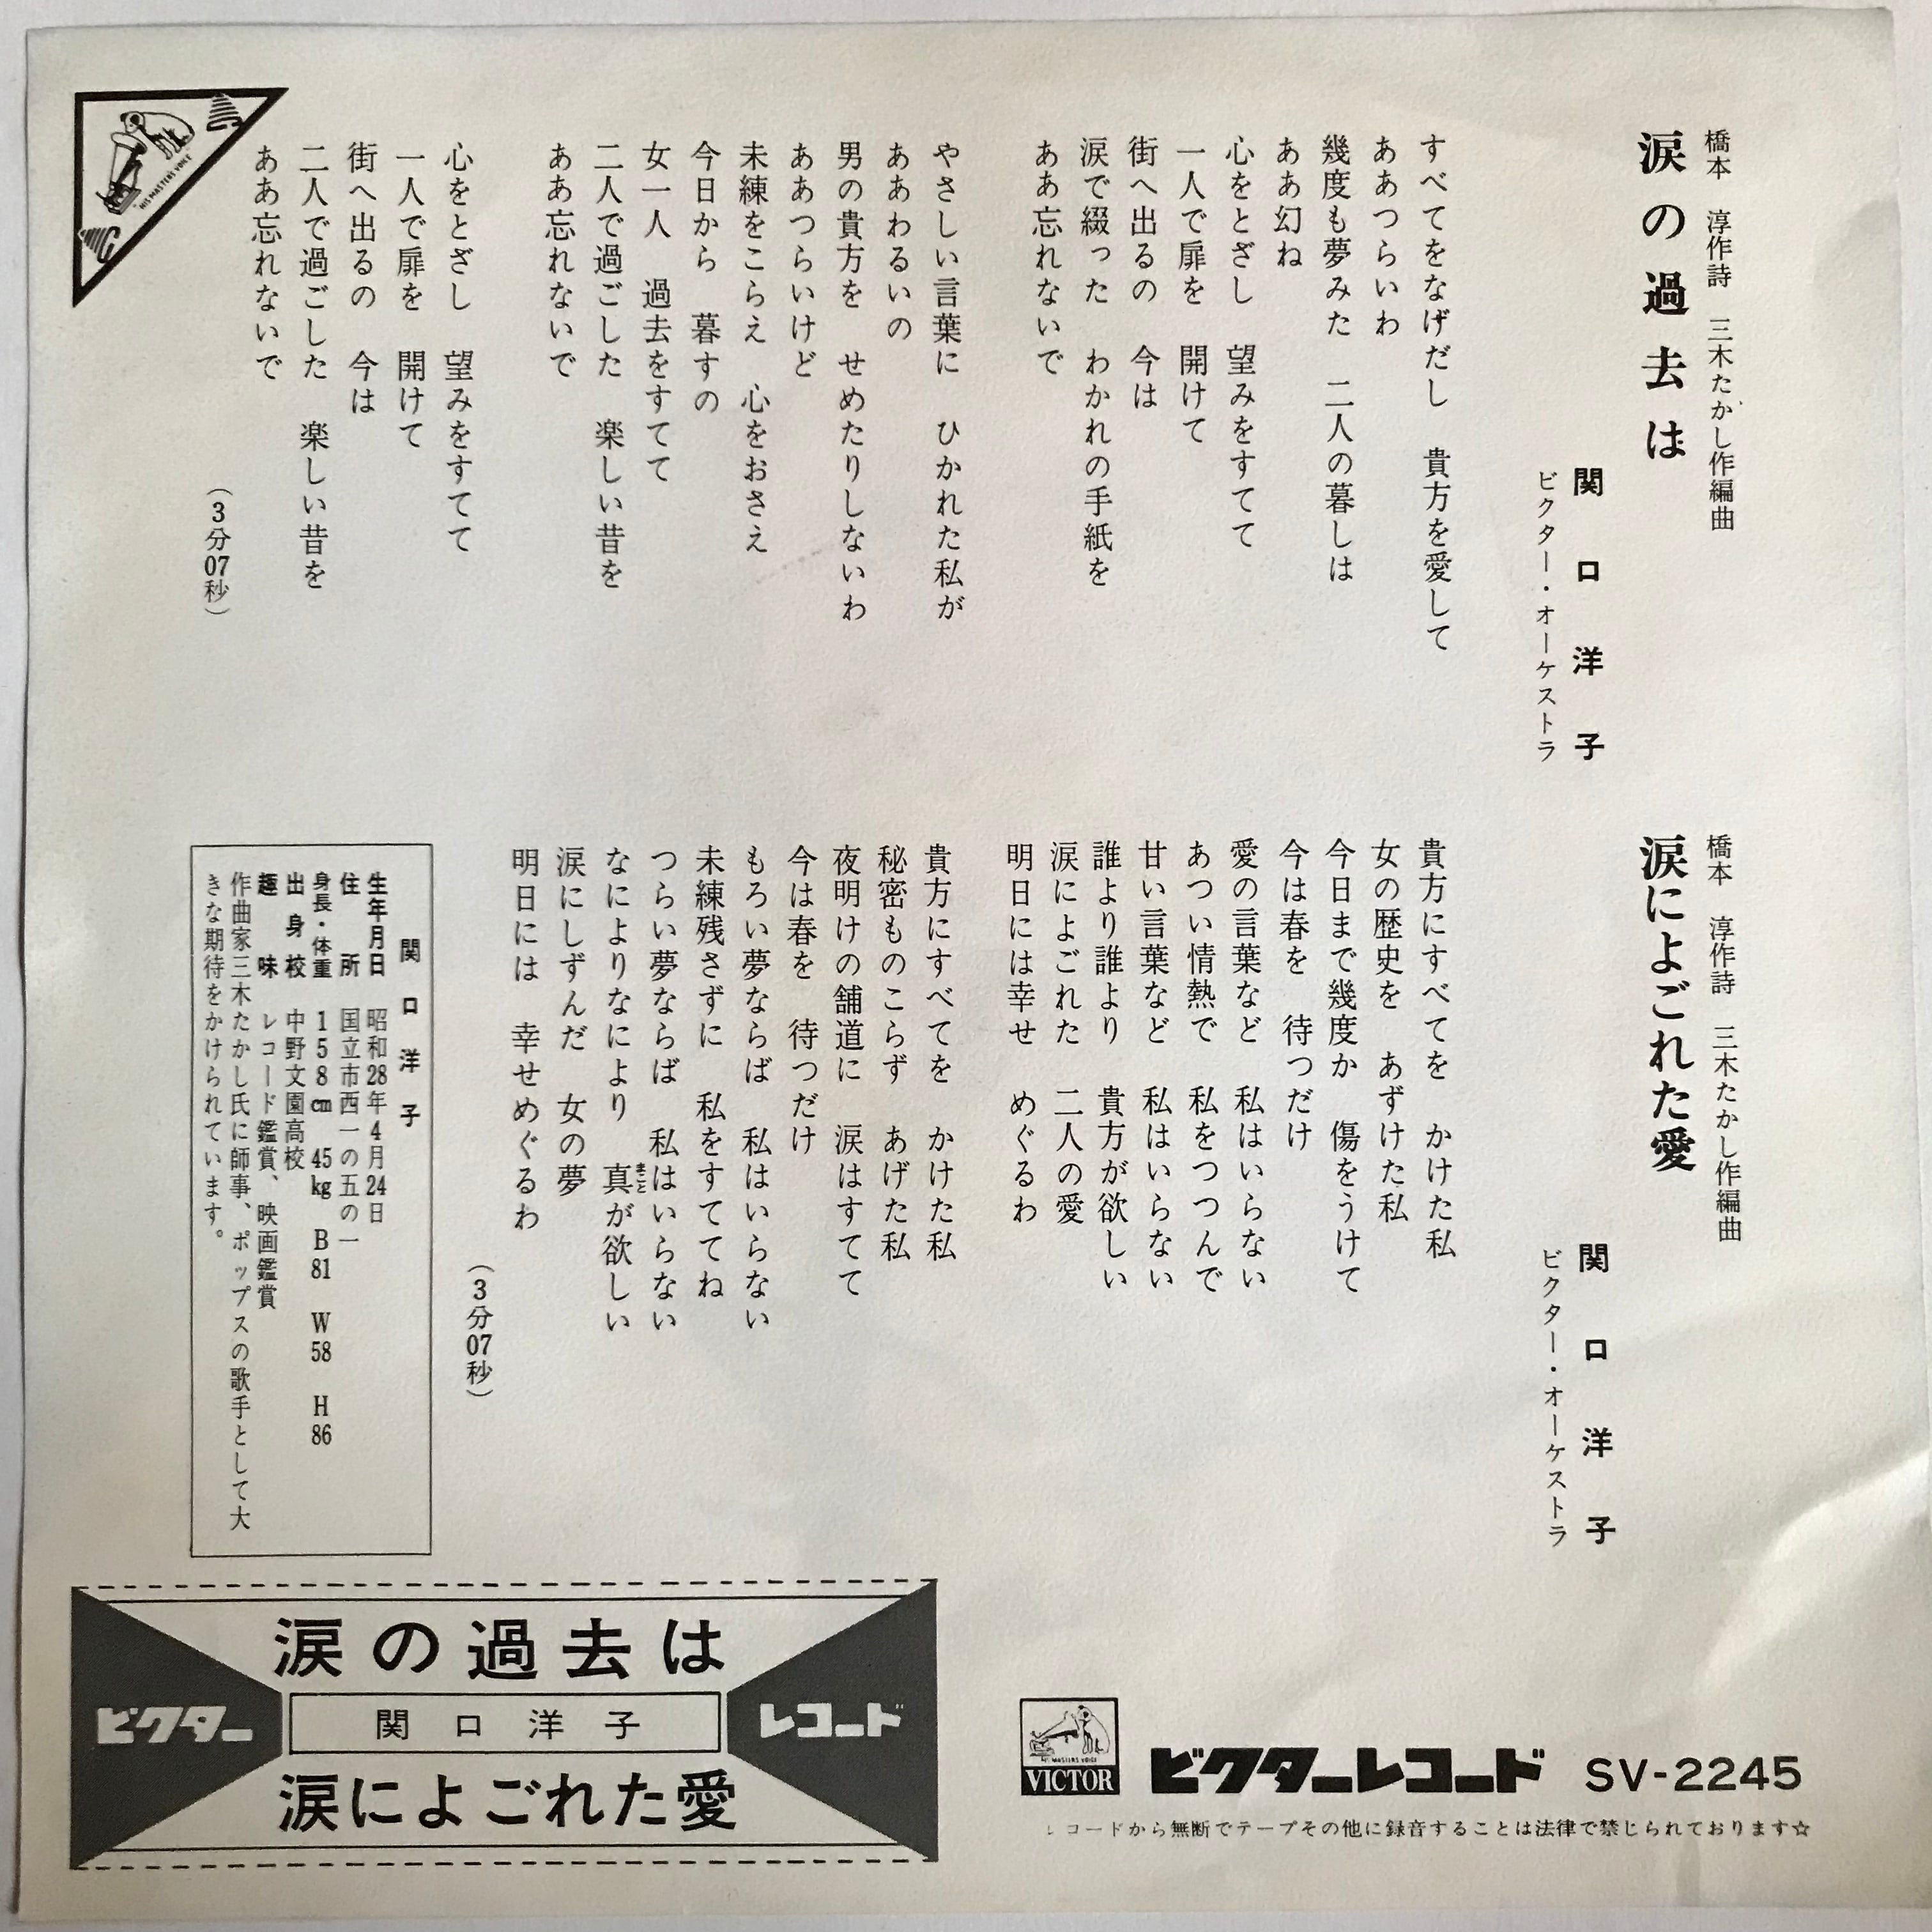 橋本 淳作詩 三木たかし作編曲
涙の過去は
関口洋子
ビクター・オーケストラ
すべてをなげだし 貴方を愛して
ああつらいわ
幾度も夢みた 二人の暮しは
ああ幻ね
心をとざし 望みをすてて
一人で扉を 開けて
街へ出るの 今は
涙で綴った わかれの手紙を
ああ忘れないで
やさしい言葉に ひかれた私が
ああわるいの
男の貴方を せめたりしないわ
ああつらいけど
未練をこらえ 心をおさえ
今日から 暮すの
女一人 過去をすてて
二人で過ごした 楽しい昔を
ああ忘れないで
心をとざし 望みをすてて
一人で扉を 開けて
街へ出るの 今は
二人で過ごした 楽しい昔を
ああ忘れないで
(3分07秒)
HIS MASTERS VOICE
橋本 淳作詩 三木たかし作編曲
涙によごれた愛
関口洋子
ビクター・オーケストラ
貴方にすべてを かけた私
女の歴史を あずけた私
今日まで幾度か 傷をうけて
今は春を 待つだけ
愛の言葉など 私はいらない
あつい情熱で 私をつつんで
甘い言葉など 私はいらない
誰より誰より 貴方が欲しい
涙によごれた 二人の愛
明日には幸せ めぐるわ
貴方にすべてを かけた私
秘密ものこらず あげた私
夜明けの舗道に 涙はすてて
今は春を 待つだけ
もろい夢ならば 私はいらない
未練残さずに 私をすててね
つらい夢ならば 私はいらない
なによりなにより 真(まこと)が欲しい
涙にしずんだ 女の夢
明日には 幸せめぐるわ
(3分07秒)
関口洋子
生年月日 昭和28年4月24日
住所 国立市西一の五の一
身長・体重 158cm 45kg B81 W58 H86
出身校 中野文園高校
趣味 レコード鑑賞、映画鑑賞
作曲家三木たかし氏に師事、ポップスの歌手として大
きな期待をかけられています。
涙の過去は
ビクター 関口洋子 レコード
涙によごれた愛
VICTOR
ビクターレコード SV-2245
コードから無断でテープその他に録音することは法律で禁じられております☆